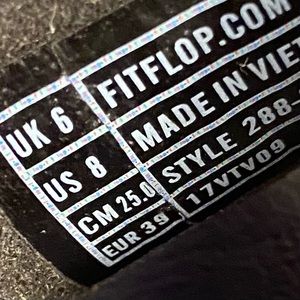 UK 6 FITFLOP.COM
US 8 MADE IN VIET
CM 25.0 STYLE 288
EUR 39 17VTV09